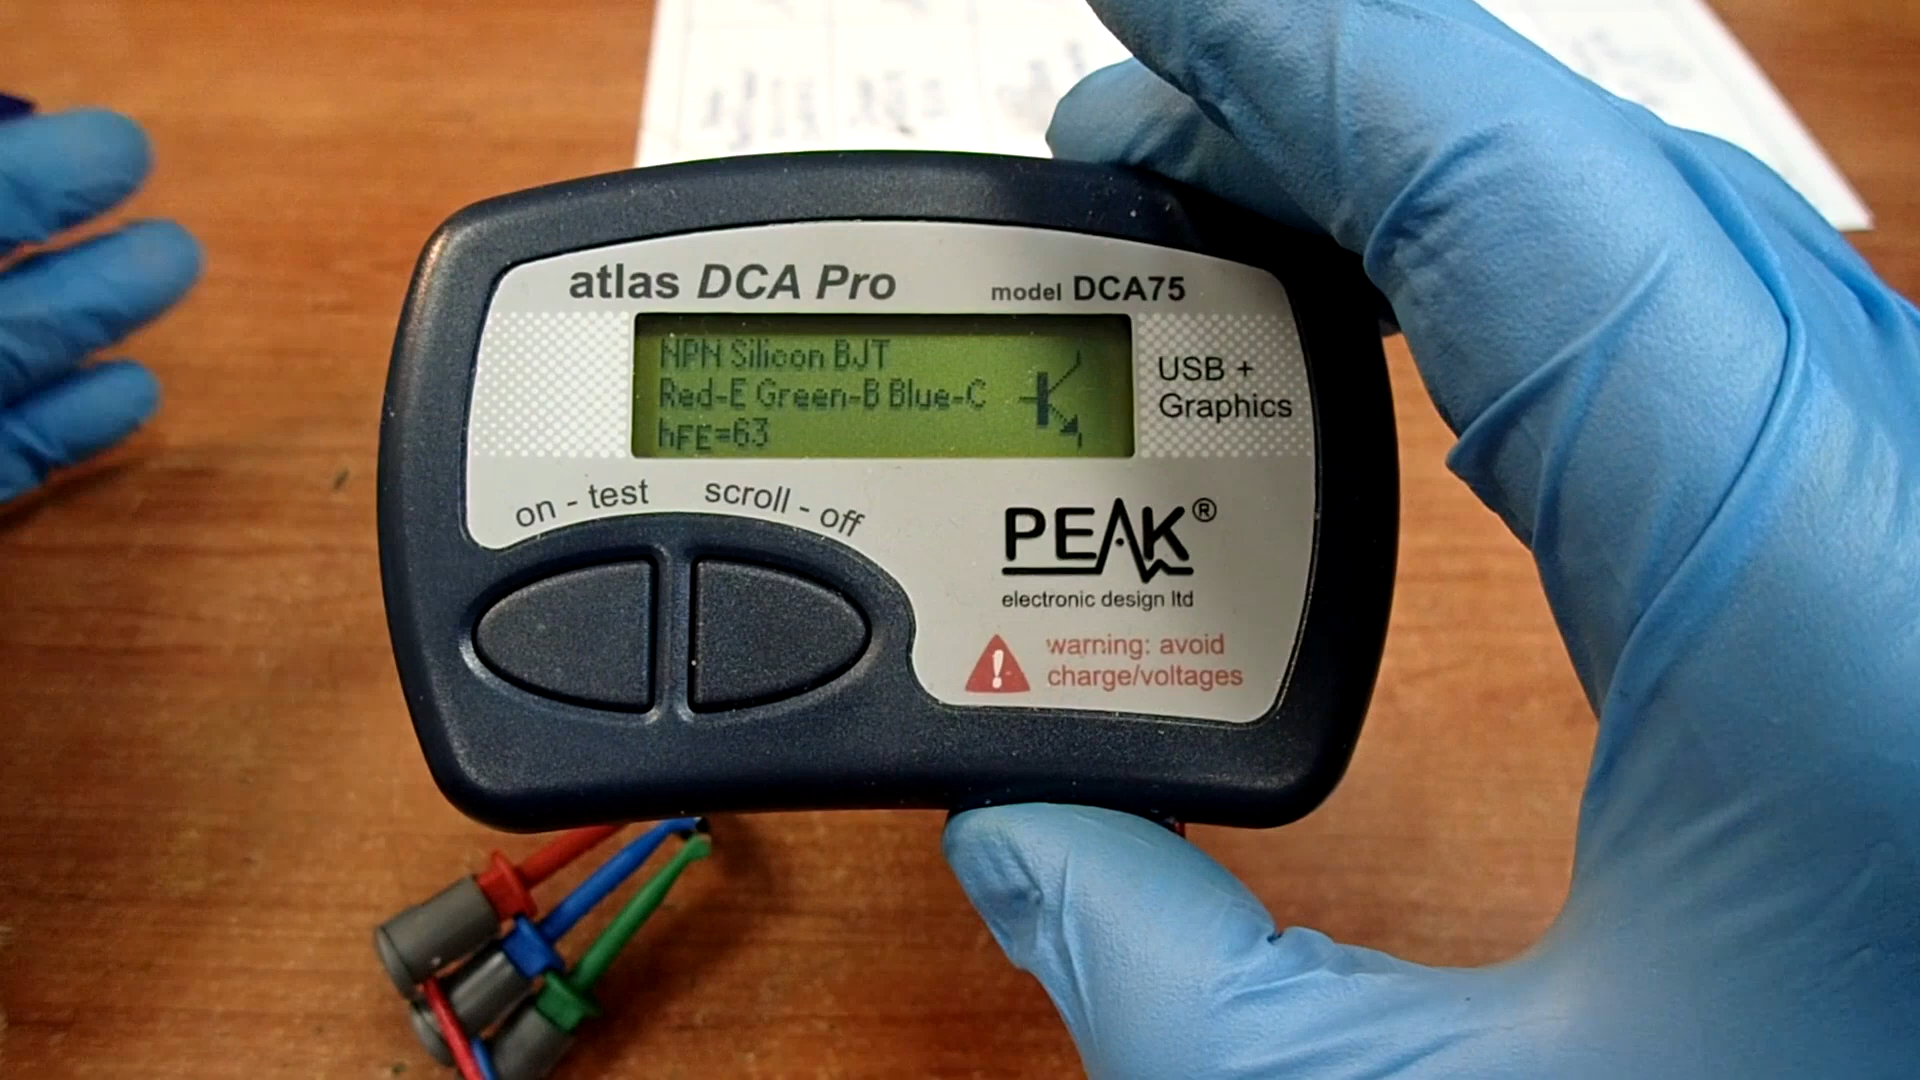 atlas DCA Pro
model DCA75
NPN Silicon BJT
Red-E Green-B Blue-C
hFE=63
USB +
Graphics
on - test
scroll - off
PEAK®
electronic design ltd
warning: avoid
charge/voltages